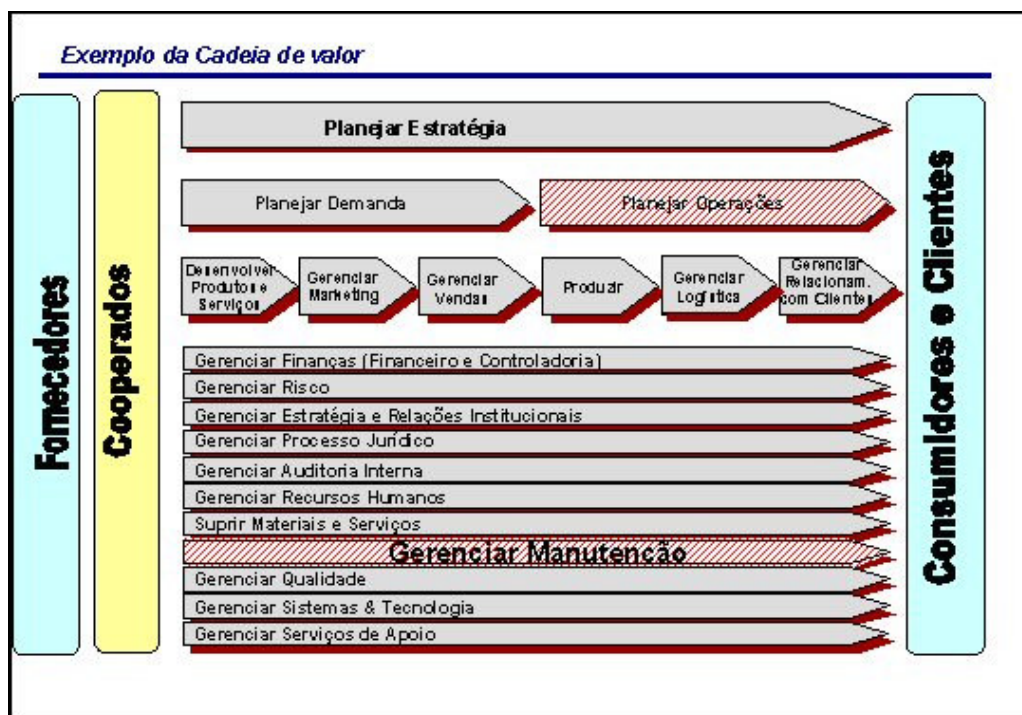 Exemplo da Cadeia de valor
Fornecedores
Cooperados
Planejar Estratégia
Planejar Demanda
Planejar Operações
Desenvolver
Produtos e
Serviços
Gerenciar
Marketing
Gerenciar
Vendas
Produzir
Gerenciar
Logística
Gerenciar
Relacionam.
com Clientes
Gerenciar Finanças (Financeiro e Controladoria)
Gerenciar Risco
Gerenciar Estratégia e Relações Institucionais
Gerenciar Processo Jurídico
Gerenciar Auditoria Interna
Gerenciar Recursos Humanos
Suprir Materiais e Serviços
Gerenciar Manutenção
Gerenciar Qualidade
Gerenciar Sistemas & Tecnologia
Gerenciar Serviços de Apoio
Consumidores e Clientes